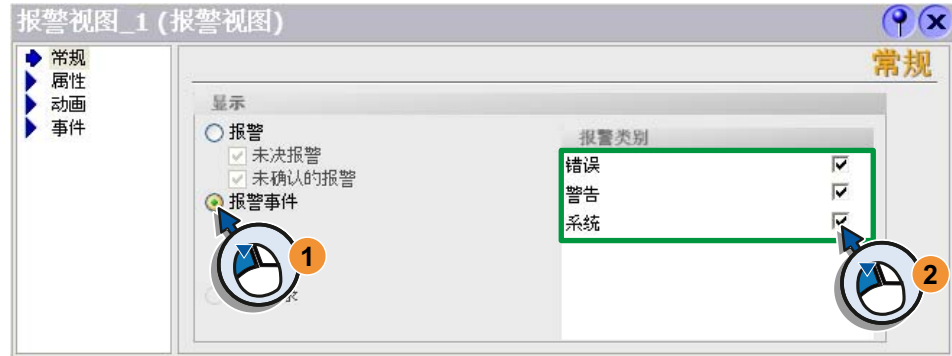 报警视图_1 (报警视图)
常规
属性
动画
事件
常规
显示
报警
未决报警
未确认的报警
报警事件
报警类别
错误
警告
系统
1
2